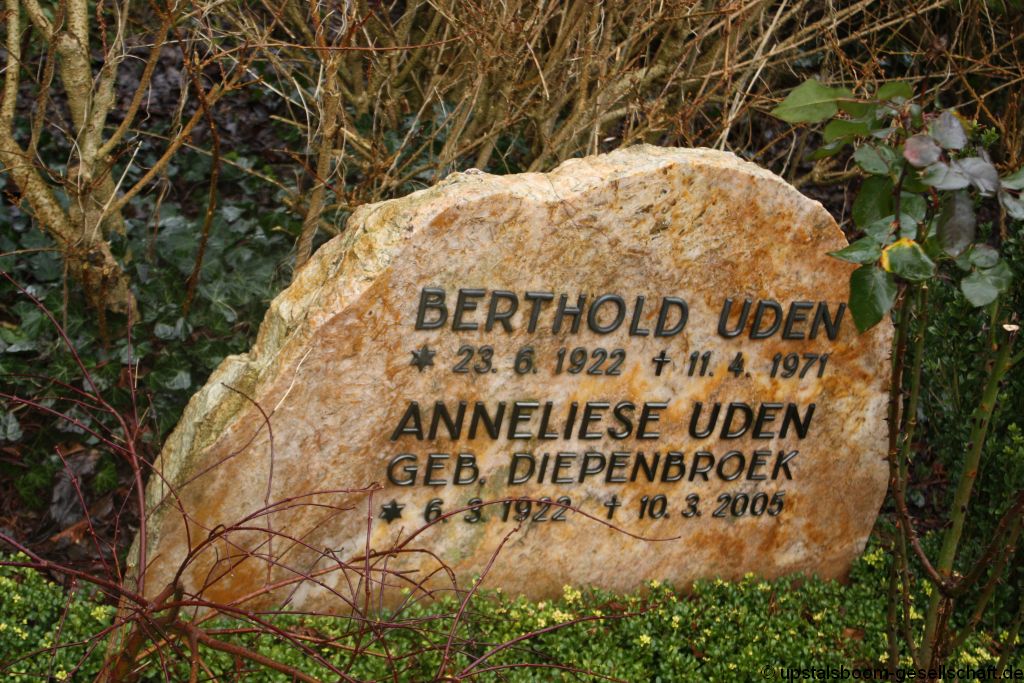 BERTHOLD UDEN
* 23. 6. 1922 ✝ 11. 4. 1971
ANNELIESE UDEN
GEB. DIEPENBROEK
* 6. 3. 1922 ✝ 10. 3. 2005
© upstalsboom-gesellschaft.de